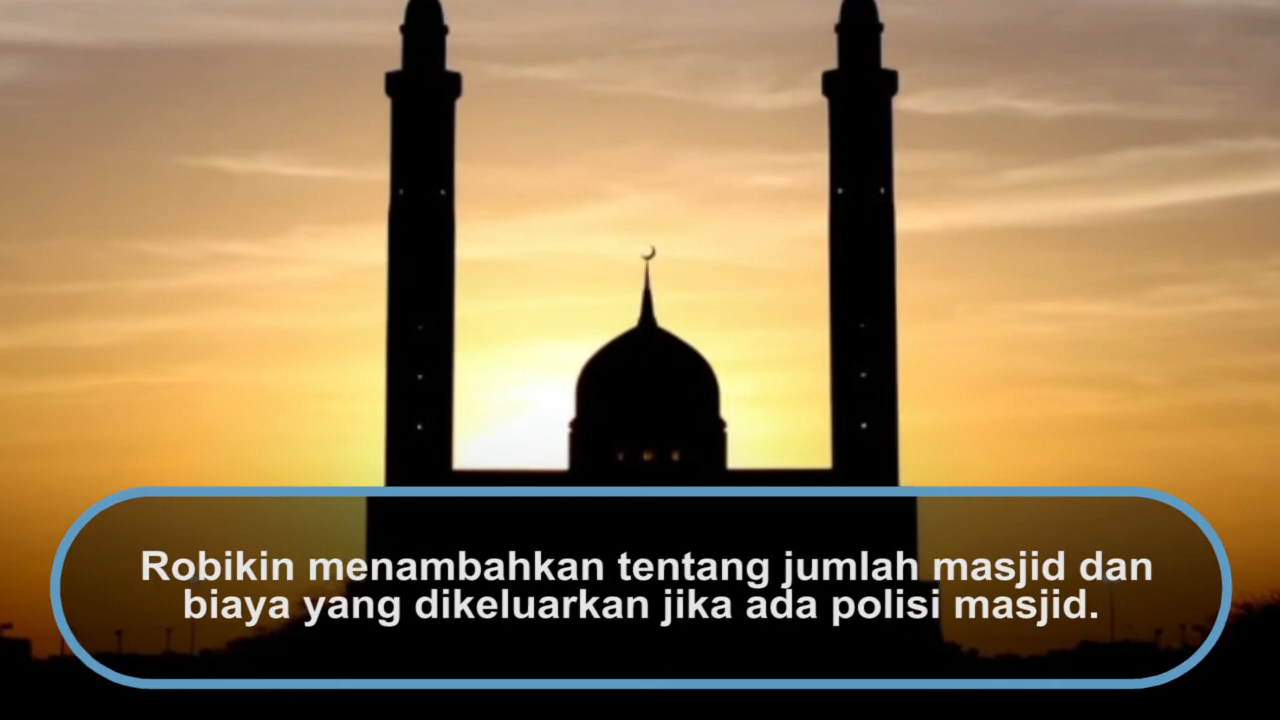 Robikin menambahkan tentang jumlah masjid dan
biaya yang dikeluarkan jika ada polisi masjid.